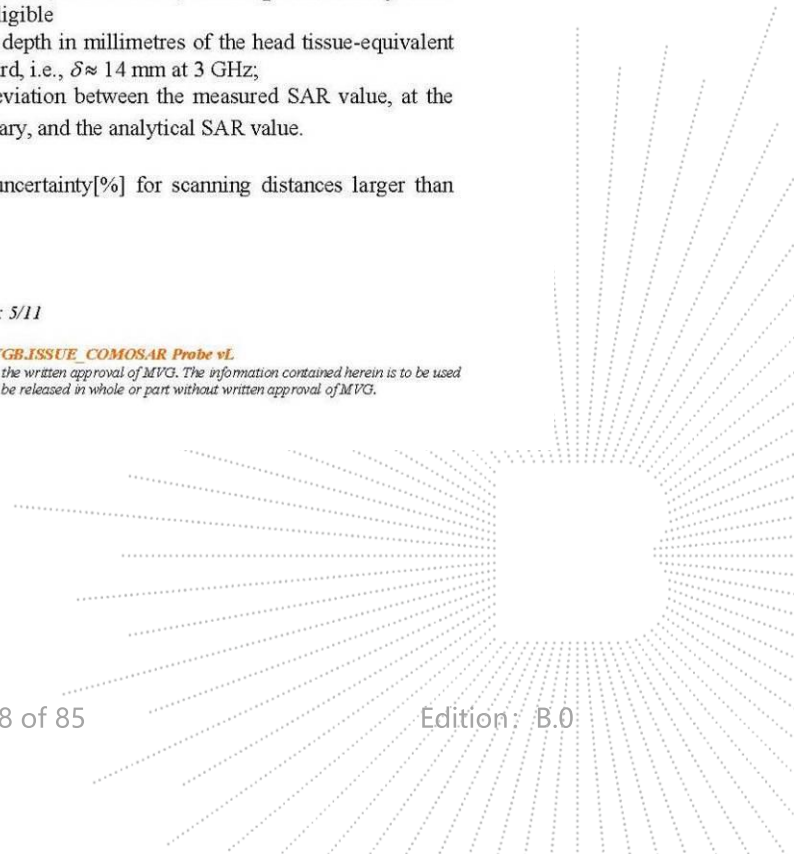 ligible
depth in millimetres of the head tissue-equivalent
rd, i.e., δ≈ 14 mm at 3 GHz;
eviation between the measured SAR value, at the
ary, and the analytical SAR value.
uncertainty[%] for scanning distances larger than
: 5/11
GB.ISSUE_COMOSAR Probe vL
the written approval of MVG. The information contained herein is to be used
be released in whole or part without written approval of MVG.
8 of 85 Edition: B.0